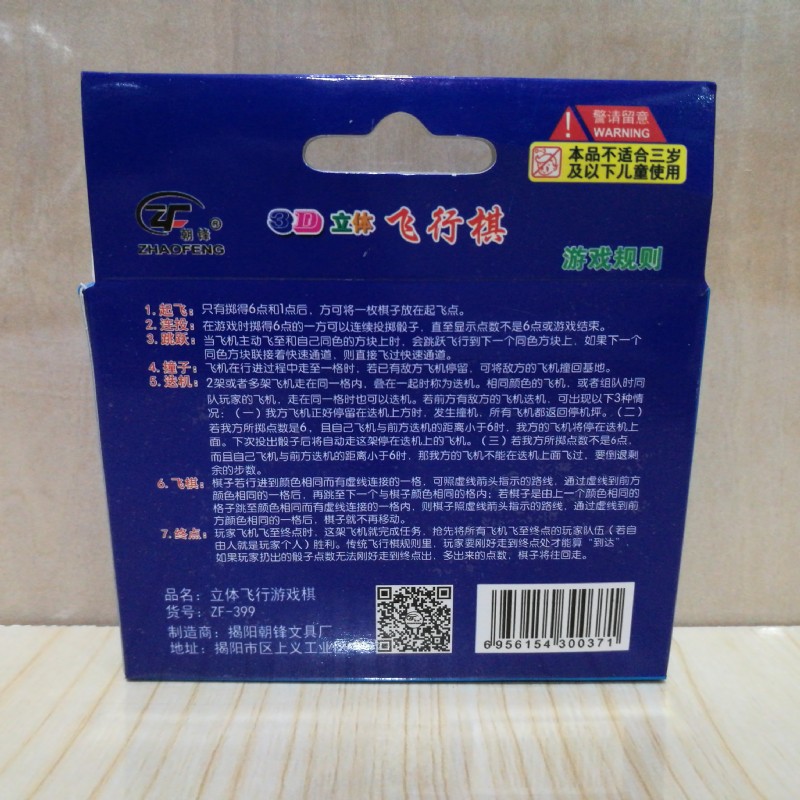 警请留意
WARNING
本品不适合三岁
及以下儿童使用
ZF
朝锋®
ZHAOFENG
3D立体飞行棋
游戏规则
1.起飞：只有掷得6点和1点后，方可将一枚棋子放在起飞点。
2.连投：在游戏时掷得6点的一方可以连续投掷骰子，直至显示点数不是6点或游戏结束。
3.跳跃：当飞机主动飞至和自己同色的方块上时，会跳跃飞行到下一个同色方块上，如果下一个
同色方块联接着快速通道，则直接飞过快速通道。
4.撞子：飞机在行进过程中走至一格时，若已有敌方飞机停留，可将敌方的飞机撞回基地。
5.迭机：2架或者多架飞机走在同一格内，叠在一起时称为迭机。相同颜色的飞机，或者组队时同
队玩家的飞机，走在同一格时也可以迭机。若前方有敌方的飞机迭机，可出现以下3种情
况：（一）我方飞机正好停留在迭机上方时，发生撞机，所有飞机都返回停机坪。（二）
若我方所掷点数是6，且自己飞机与前方迭机的距离小于6时，我方的飞机将停在迭机上
面。下次投出骰子后将自动走这架停在迭机上的飞机。（三）若我方所掷点数不是6点，
而且自己飞机与前方迭机的距离小于6时，那我方的飞机不能在迭机上面飞过，要倒退剩
余的步数。
6.飞棋：棋子若行进到颜色相同而有虚线连接的一格，可照虚线箭头指示的路线，通过虚线到前方
颜色相同的一格后，再跳至下一个与棋子颜色相同的格内；若棋子是由上一个颜色相同的
格子跳至颜色相同而有虚线连接的一格内，则棋子照虚线箭头指示的路线，通过虚线到前
方颜色相同的一格后，棋子就不再移动。
7.终点：玩家飞机飞至终点时，这架飞机就完成任务，抢先将所有飞机飞至终点的玩家队伍（若自
由人就是玩家个人）胜利。传统飞行棋规则里，玩家要刚好走到终点处才能算“到达”，
如果玩家扔出的骰子点数无法刚好走到终点，多出来的点数，棋子将往回走。
品名：立体飞行游戏棋
货号：ZF-399
制造商：揭阳朝锋文具厂
地址：揭阳市区上义工业区
6 956154 300371